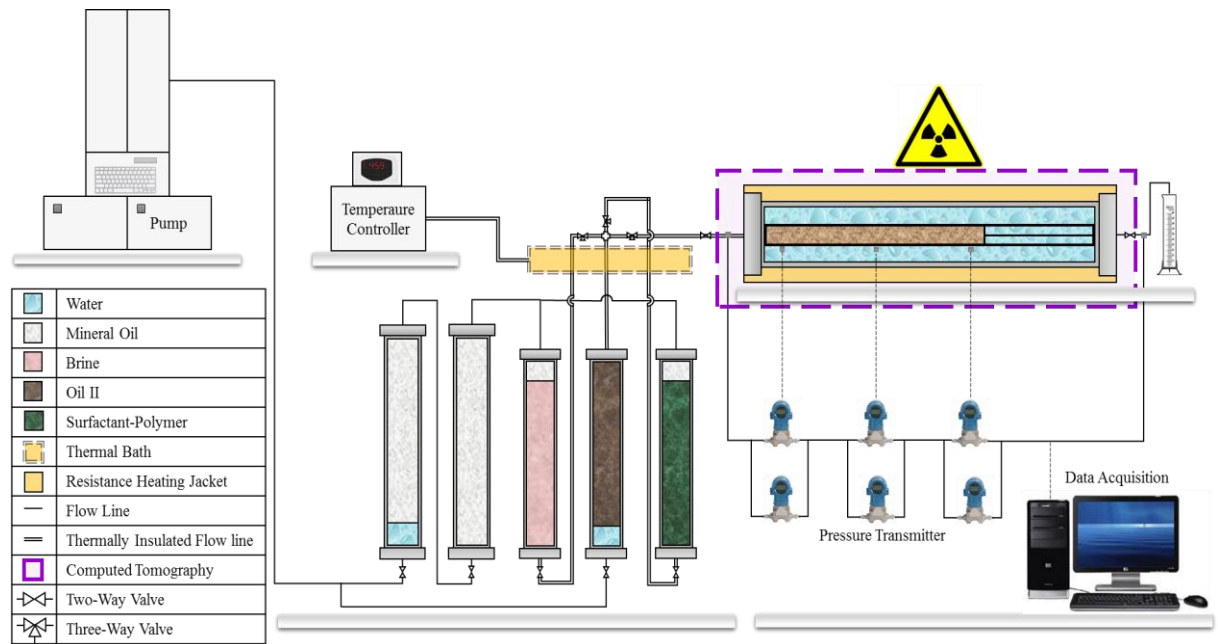 Pump
459
Temperaure
Controller
Water
Mineral Oil
Brine
Oil II
Surfactant-Polymer
Thermal Bath
Resistance Heating Jacket
Flow Line
Thermally Insulated Flow line
Computed Tomography
Two-Way Valve
Three-Way Valve
Pressure Transmitter
Data Acquisition